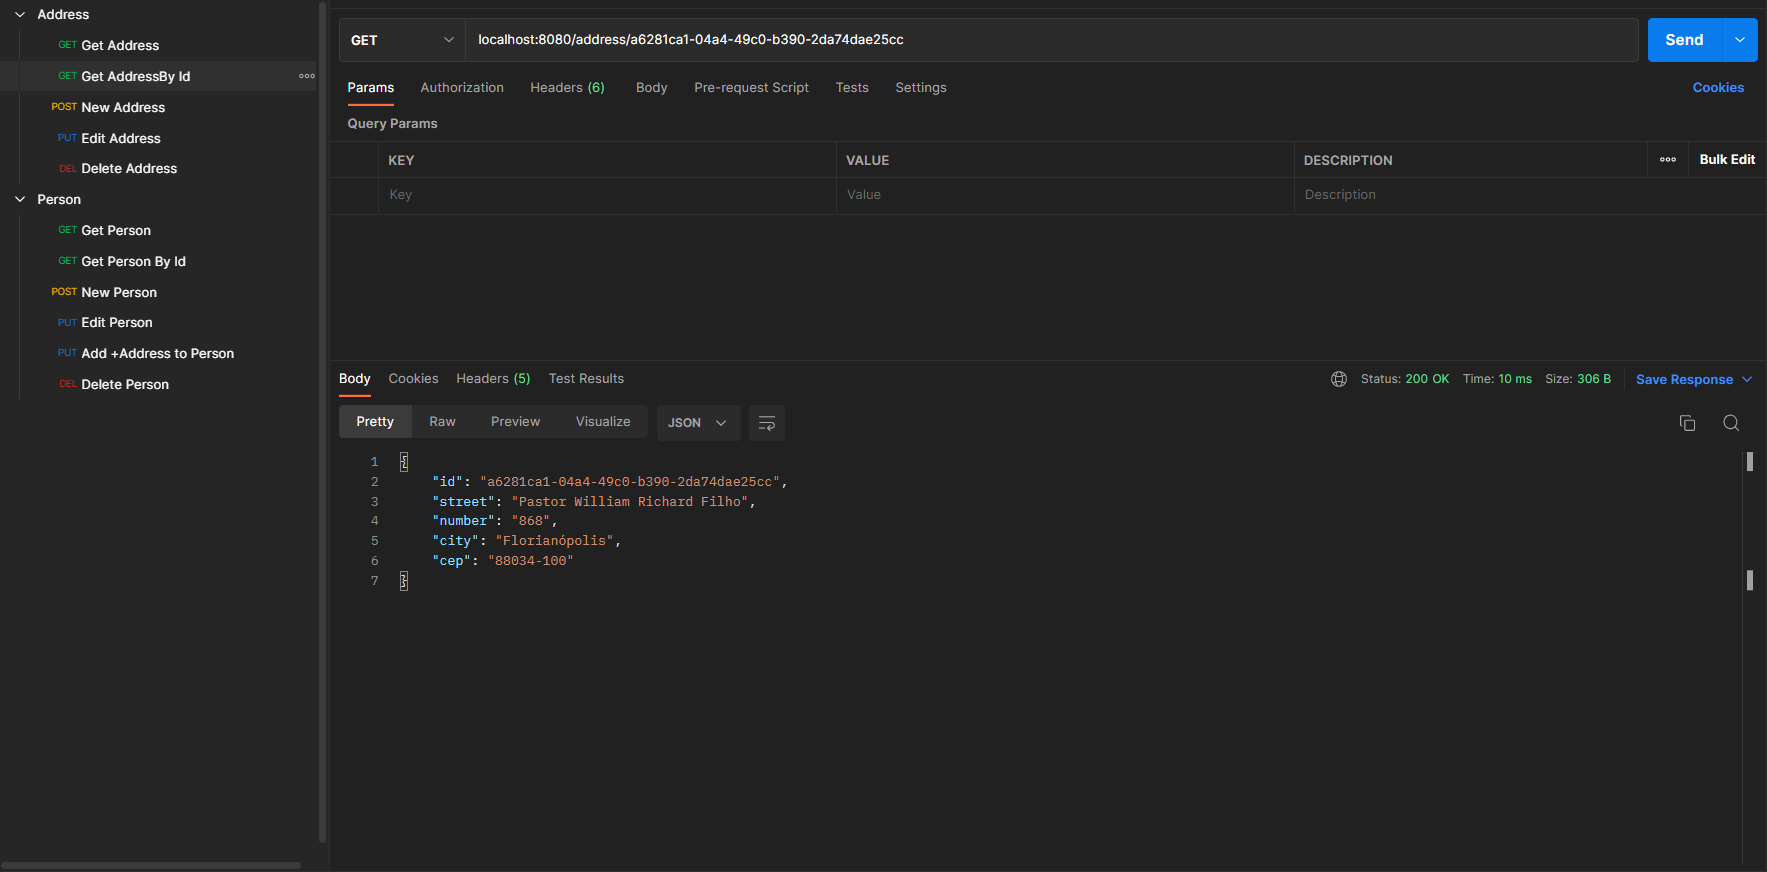 Address
GET Get Address
GET Get AddressBy Id
POST New Address
PUT Edit Address
DEL Delete Address
Person
GET Get Person
GET Get Person By Id
POST New Person
PUT Edit Person
PUT Add +Address to Person
DEL Delete Person
GET localhost:8080/address/a6281ca1-04a4-49c0-b390-2da74dae25cc Send
Params Authorization Headers (6) Body Pre-request Script Tests Settings Cookies
Query Params
KEY VALUE DESCRIPTION Bulk Edit
Key Value Description
Body Cookies Headers (5) Test Results Status: 200 OK Time: 10 ms Size: 306 B Save Response
Pretty Raw Preview Visualize JSON
1 {
2 "id": "a6281ca1-04a4-49c0-b390-2da74dae25cc",
3 "street": "Pastor William Richard Filho",
4 "number": "868",
5 "city": "Florianópolis",
6 "cep": "88034-100"
7 }